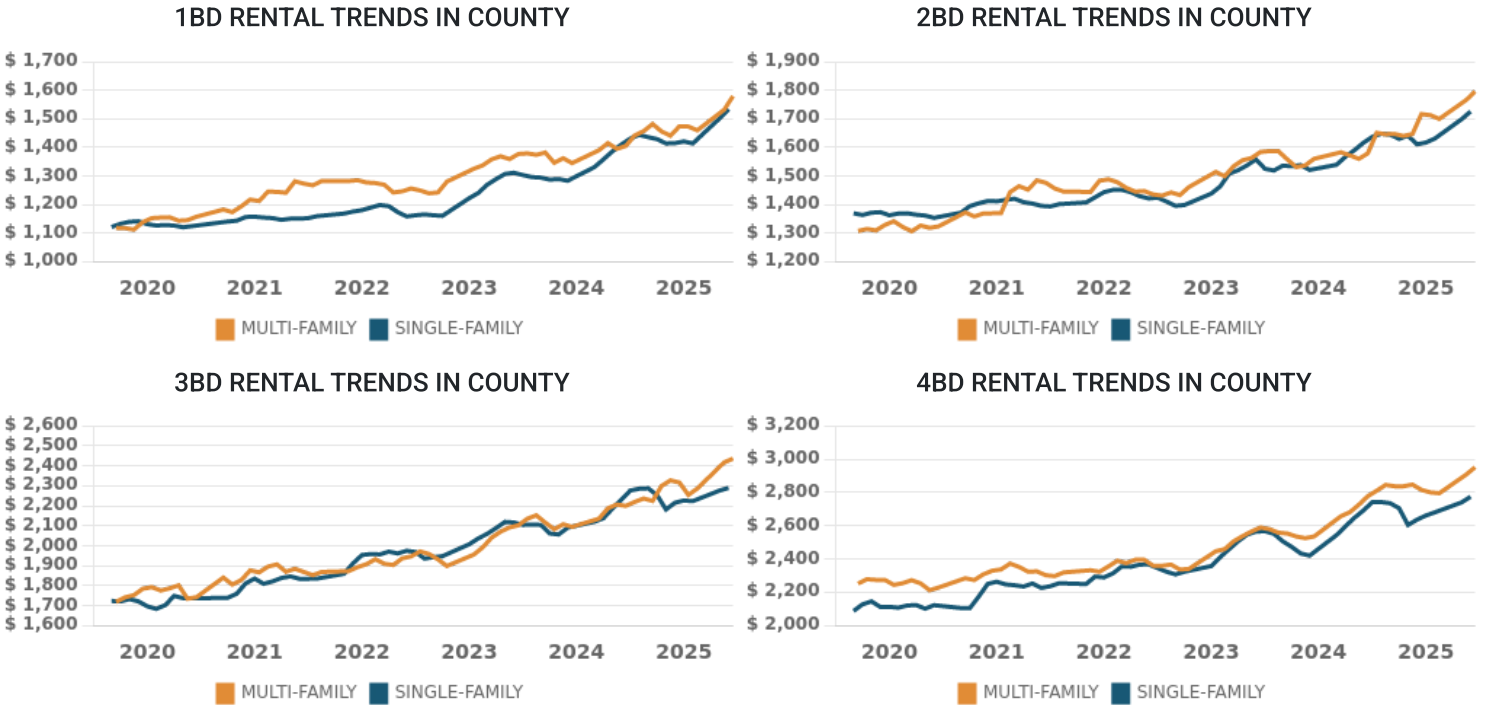 1BD RENTAL TRENDS IN COUNTY
$ 1,700
$ 1,600
$ 1,500
$ 1,400
$ 1,300
$ 1,200
$ 1,100
$ 1,000
2020 2021 2022 2023 2024 2025
MULTI-FAMILY SINGLE-FAMILY
2BD RENTAL TRENDS IN COUNTY
$ 1,900
$ 1,800
$ 1,700
$ 1,600
$ 1,500
$ 1,400
$ 1,300
$ 1,200
2020 2021 2022 2023 2024 2025
MULTI-FAMILY SINGLE-FAMILY
3BD RENTAL TRENDS IN COUNTY
$ 2,600
$ 2,500
$ 2,400
$ 2,300
$ 2,200
$ 2,100
$ 2,000
$ 1,900
$ 1,800
$ 1,700
$ 1,600
2020 2021 2022 2023 2024 2025
MULTI-FAMILY SINGLE-FAMILY
4BD RENTAL TRENDS IN COUNTY
$ 3,200
$ 3,000
$ 2,800
$ 2,600
$ 2,400
$ 2,200
$ 2,000
2020 2021 2022 2023 2024 2025
MULTI-FAMILY SINGLE-FAMILY